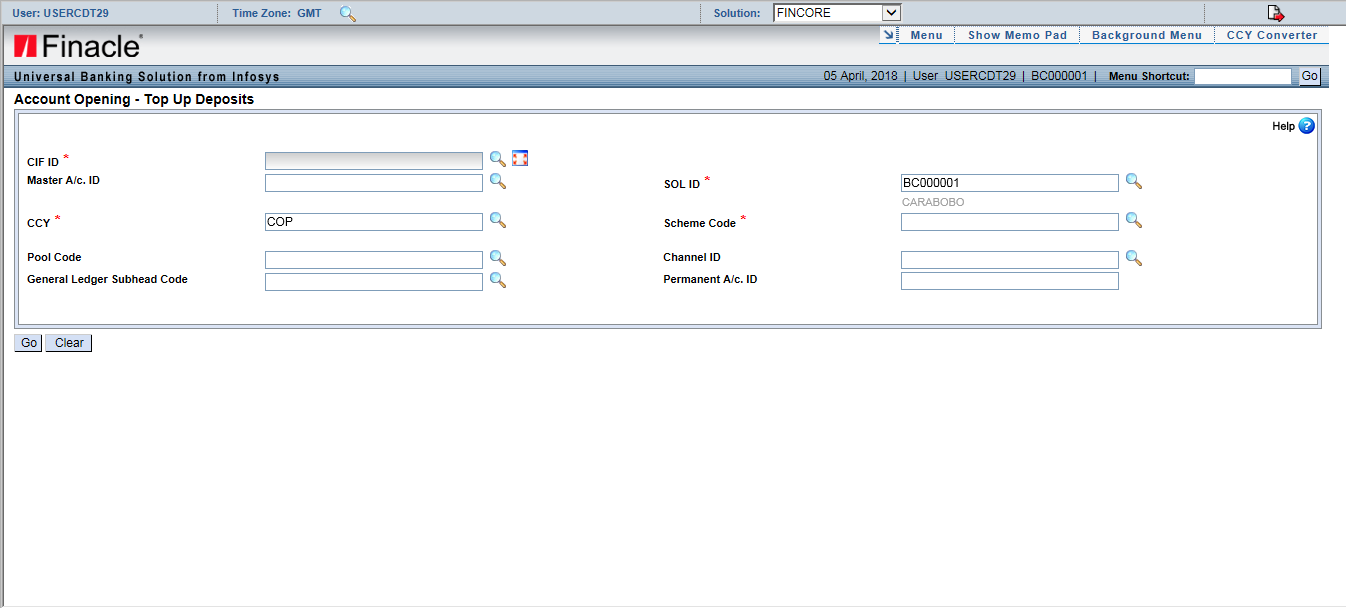 User: USERCDT29 Time Zone: GMT Solution: FINCORE
Finacle Menu Show Memo Pad Background Menu CCY Converter
Universal Banking Solution from Infosys 05 April, 2018 | User USERCDT29 | BC000001 | Menu Shortcut: Go
Account Opening - Top Up Deposits
Help ?
CIF ID *
Master A/c. ID SOL ID * BC000001
CARABOBO
CCY * COP Scheme Code *
Pool Code Channel ID
General Ledger Subhead Code Permanent A/c. ID
Go Clear